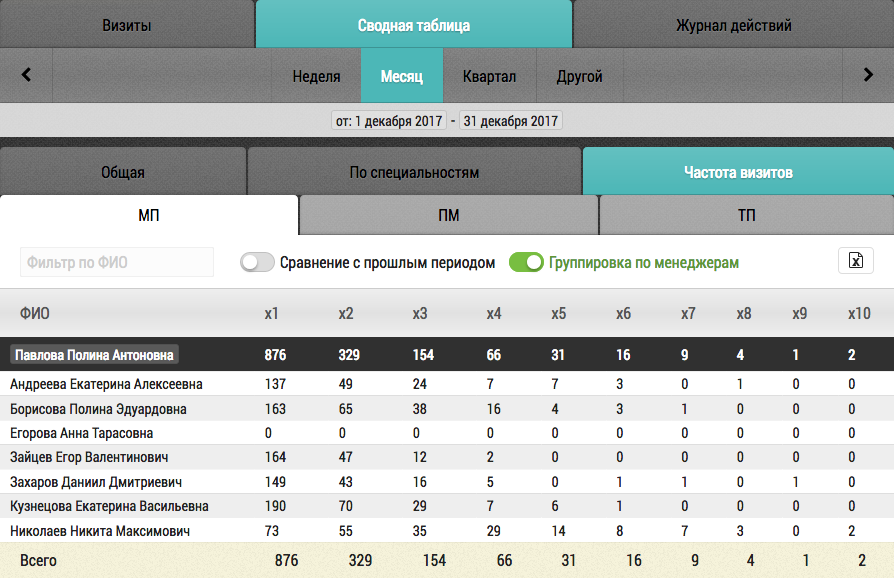 Визиты Сводная таблица Журнал действий
Неделя Месяц Квартал Другой
от: 1 декабря 2017 - 31 декабря 2017
Общая По специальностям Частота визитов
МП ПМ ТП
Фильтр по ФИО Сравнение с прошлым периодом Группировка по менеджерам
ФИО x1 x2 x3 x4 x5 x6 x7 x8 x9 x10
Павлова Полина Антоновна 876 329 154 66 31 16 9 4 1 2
Андреева Екатерина Алексеевна 137 49 24 7 7 3 0 1 0 0
Борисова Полина Эдуардовна 163 65 38 16 4 3 1 0 0 0
Егорова Анна Тарасовна 0 0 0 0 0 0 0 0 0 0
Зайцев Егор Валентинович 164 47 12 2 0 0 0 0 0 0
Захаров Даниил Дмитриевич 149 43 16 5 0 1 1 0 1 0
Кузнецова Екатерина Васильевна 190 70 29 7 6 1 0 0 0 0
Николаев Никита Максимович 73 55 35 29 14 8 7 3 0 2
Всего 876 329 154 66 31 16 9 4 1 2